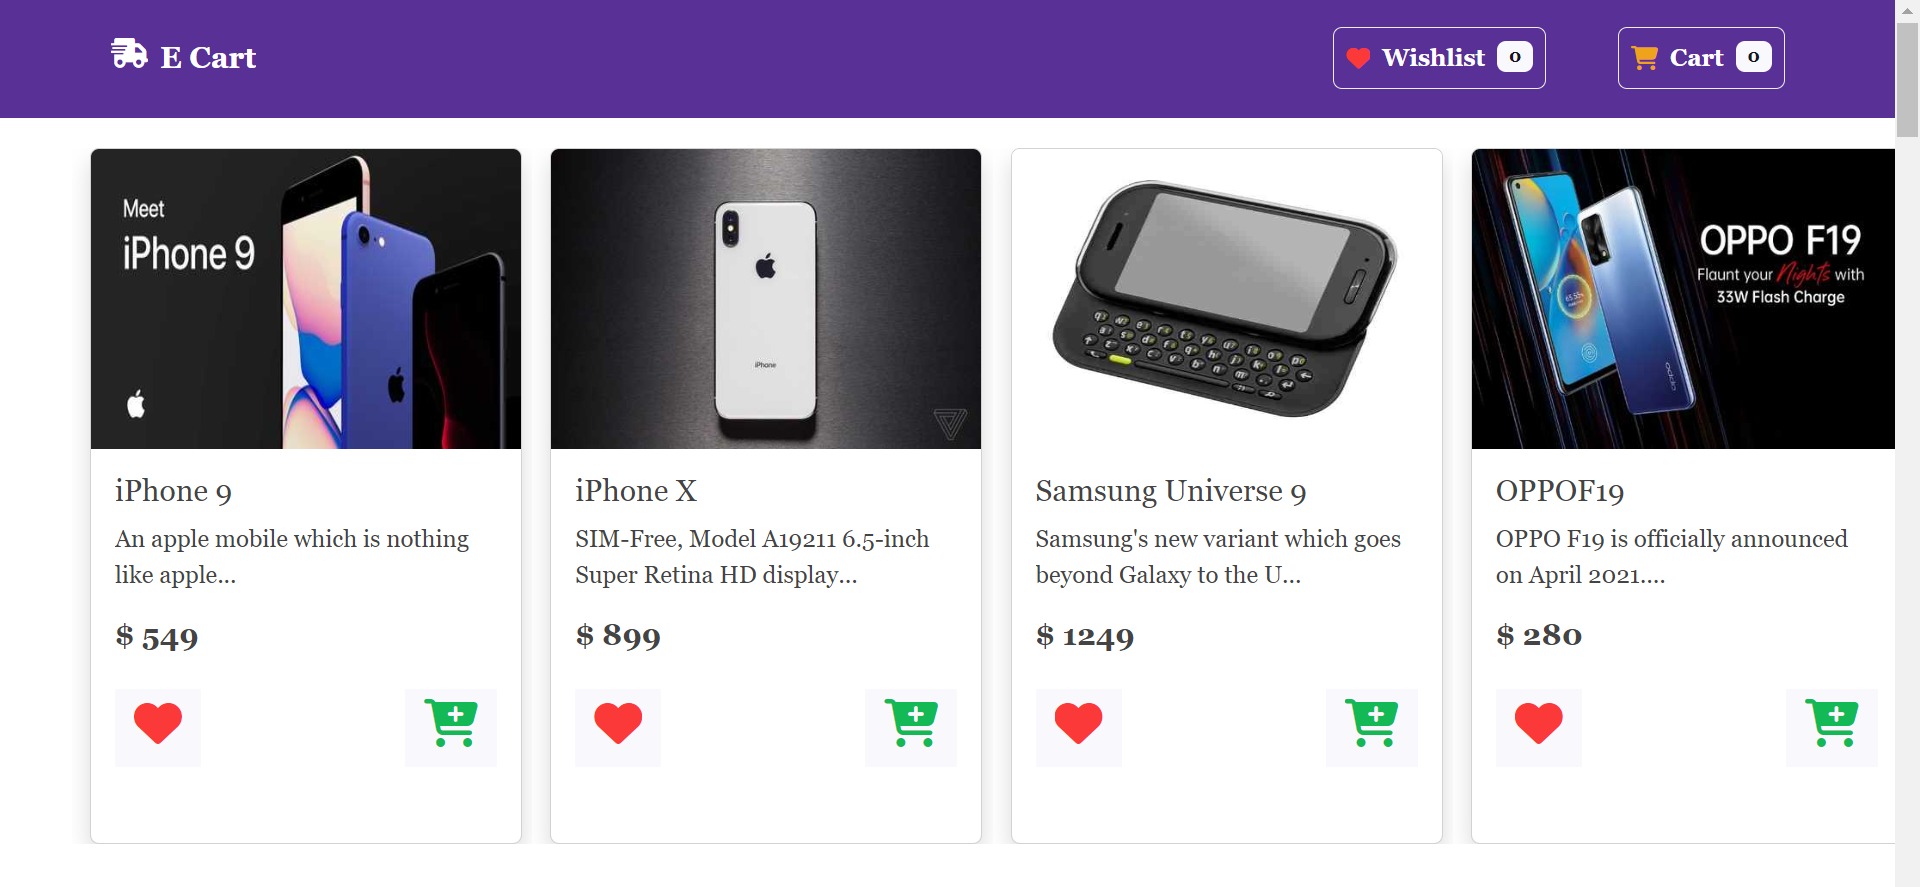 E Cart
Wishlist 0
Cart 0
Meet
iPhone 9
iPhone
OPPO F19
Flaunt your Nights with
33W Flash Charge
65.55%
oppo
iPhone 9
An apple mobile which is nothing
like apple...
$ 549
iPhone X
SIM-Free, Model A19211 6.5-inch
Super Retina HD display...
$ 899
Samsung Universe 9
Samsung's new variant which goes
beyond Galaxy to the U...
$ 1249
OPPOF19
OPPO F19 is officially announced
on April 2021....
$ 280